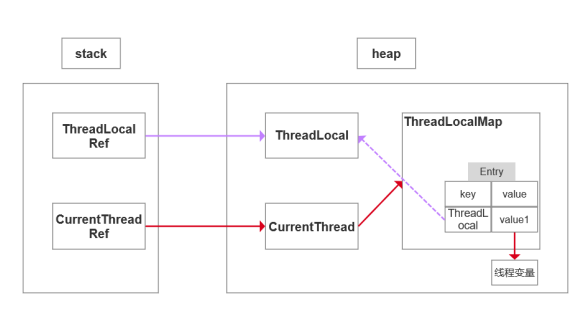 stack
heap
ThreadLocal
Ref
ThreadLocal
ThreadLocalMap
Entry
key
value
ThreadL
ocal
value1
CurrentThread
Ref
CurrentThread
线程变量